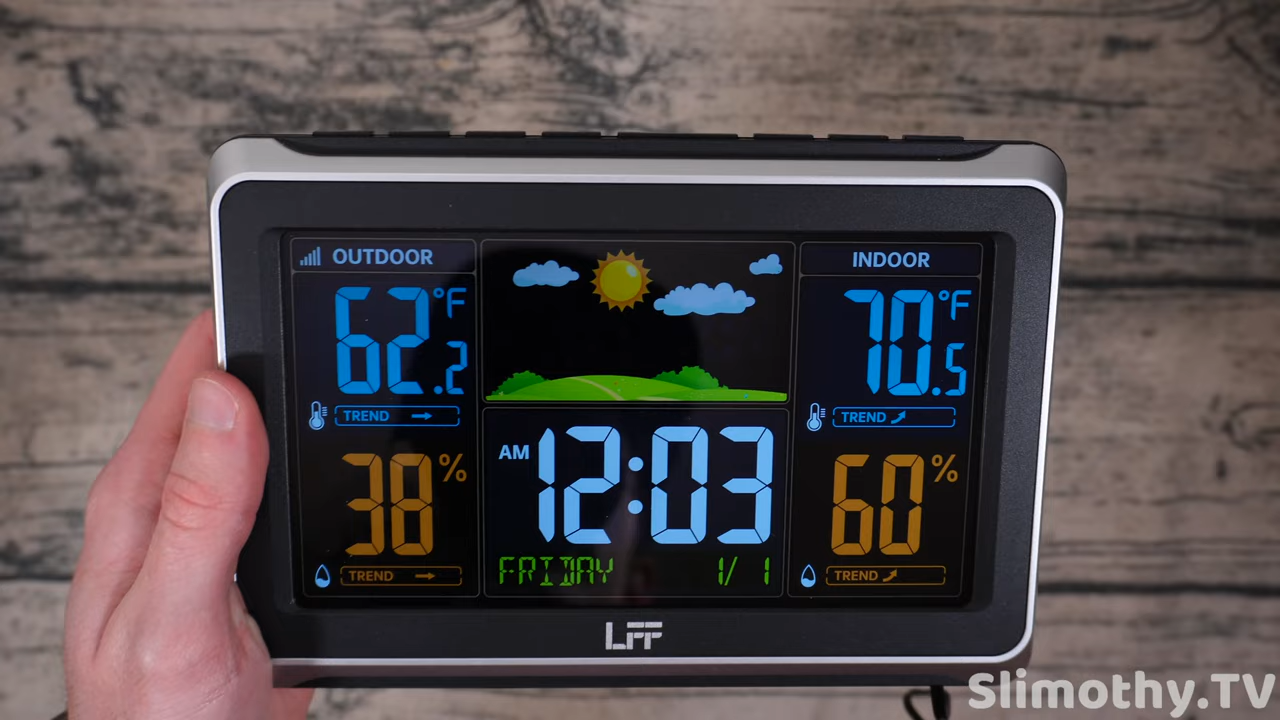 OUTDOOR
62.2 °F
TREND
38 %
TREND
AM 12:03
FRIDAY 1/ 1
INDOOR
70.5 °F
TREND
60 %
TREND
LFF
Slimothy.TV